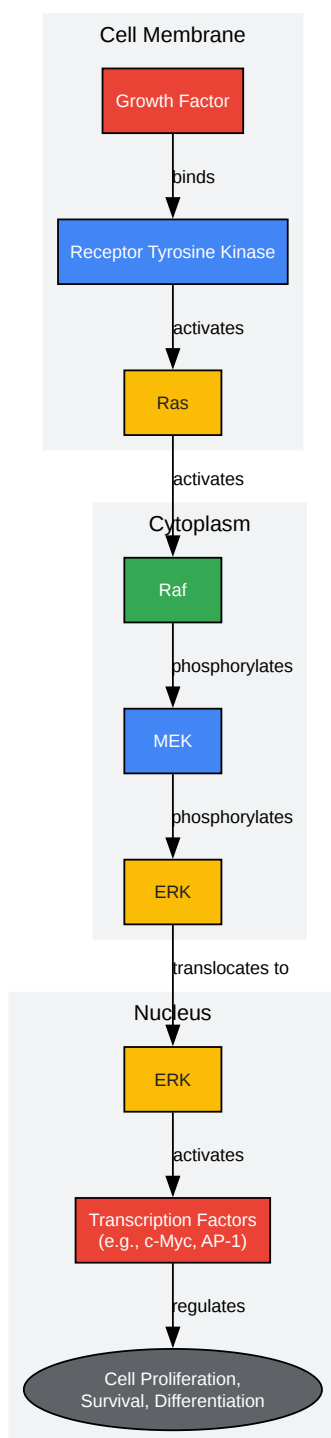 Cell Membrane
Growth Factor
binds
Receptor Tyrosine Kinase
activates
Ras
activates
Cytoplasm
Raf
phosphorylates
MEK
phosphorylates
ERK
translocates to
Nucleus
ERK
activates
Transcription Factors
(e.g., c-Myc, AP-1)
regulates
Cell Proliferation,
Survival, Differentiation